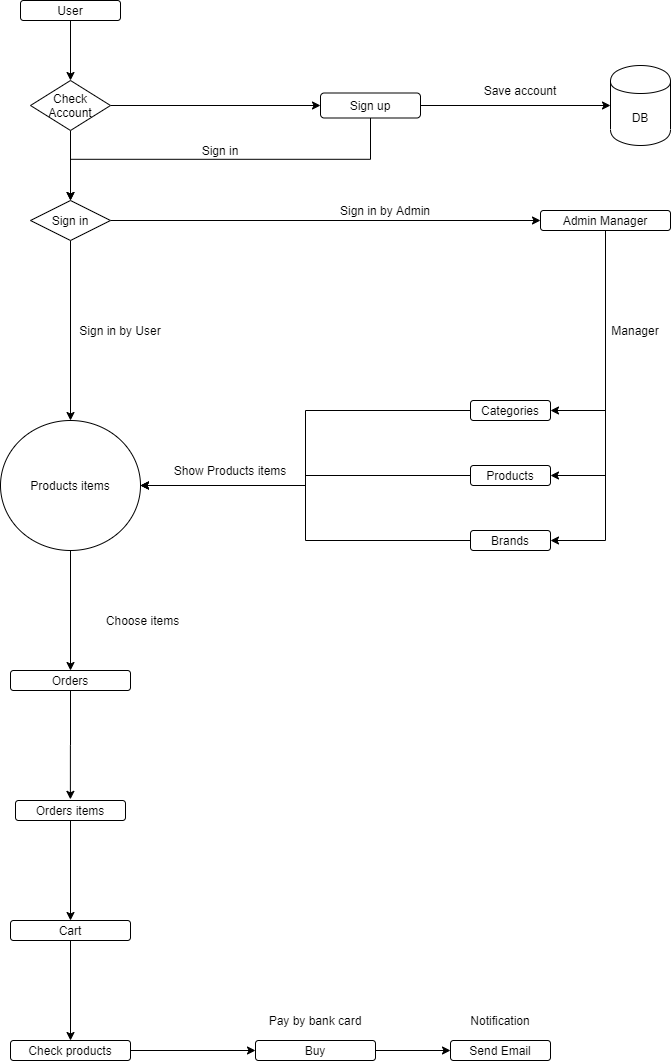 User
Check
Account
Sign up
Save account
DB
Sign in
Sign in
Sign in by Admin
Admin Manager
Sign in by User
Manager
Categories
Products items
Show Products items
Products
Brands
Choose items
Orders
Orders items
Cart
Pay by bank card
Notification
Check products
Buy
Send Email